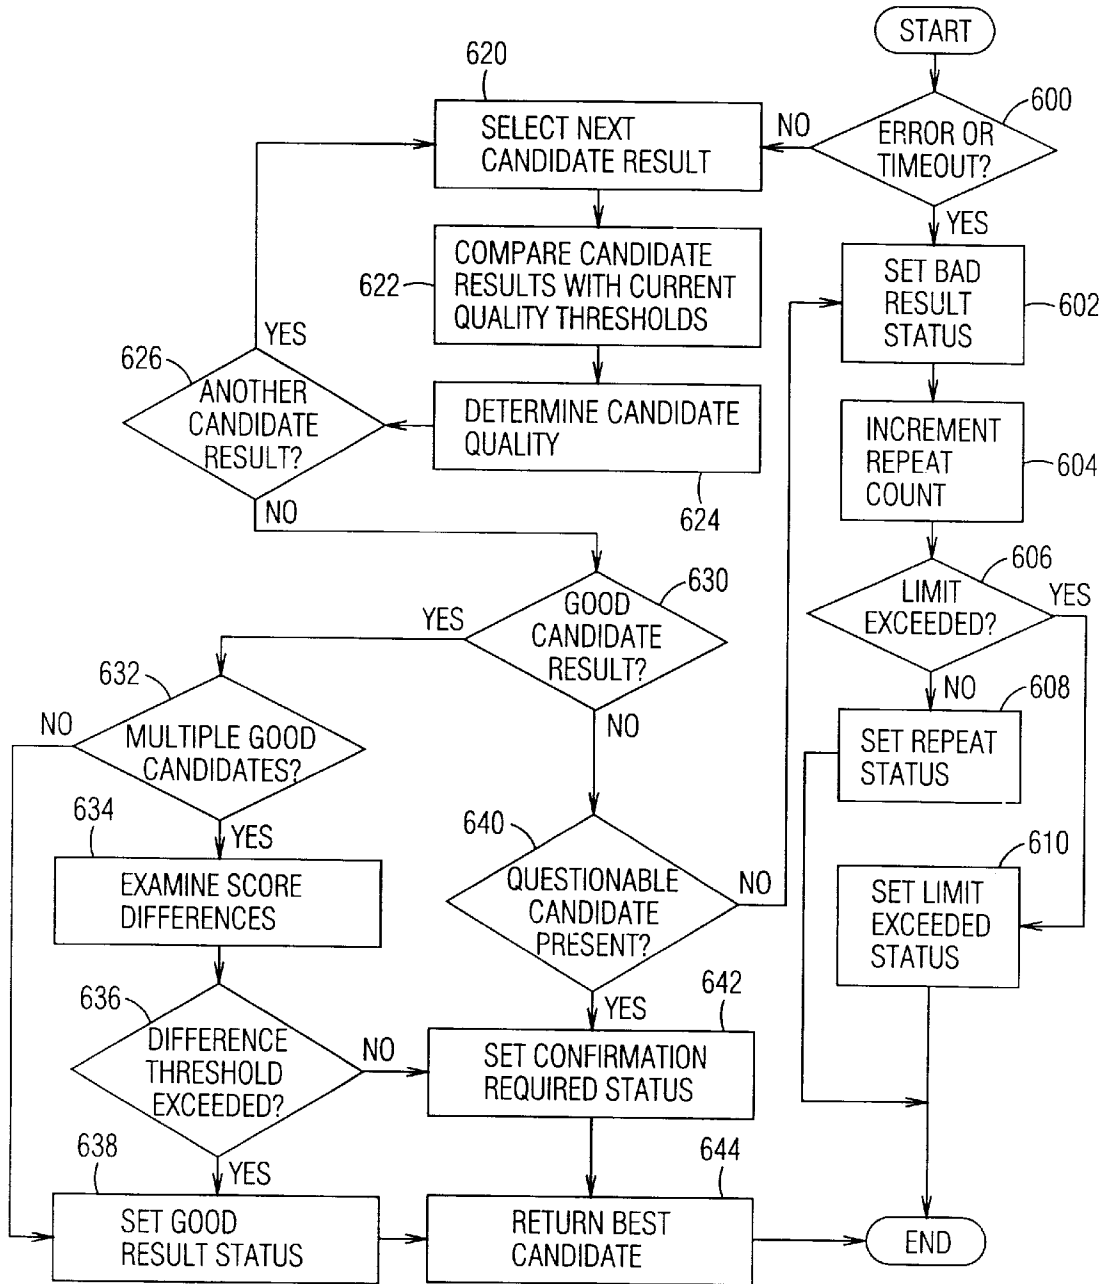 START
600
ERROR OR
TIMEOUT?
NO
YES
620
SELECT NEXT
CANDIDATE RESULT
622
COMPARE CANDIDATE
RESULTS WITH CURRENT
QUALITY THRESHOLDS
624
DETERMINE CANDIDATE
QUALITY
626
ANOTHER
CANDIDATE
RESULT?
YES
NO
SET BAD
RESULT
STATUS
602
INCREMENT
REPEAT
COUNT
604
606
LIMIT
EXCEEDED?
YES
NO
608
SET REPEAT
STATUS
610
SET LIMIT
EXCEEDED
STATUS
630
GOOD
CANDIDATE
RESULT?
YES
NO
632
MULTIPLE GOOD
CANDIDATES?
NO
YES
634
EXAMINE SCORE
DIFFERENCES
636
DIFFERENCE
THRESHOLD
EXCEEDED?
NO
YES
638
SET GOOD
RESULT STATUS
640
QUESTIONABLE
CANDIDATE
PRESENT?
NO
YES
642
SET CONFIRMATION
REQUIRED STATUS
644
RETURN BEST
CANDIDATE
END